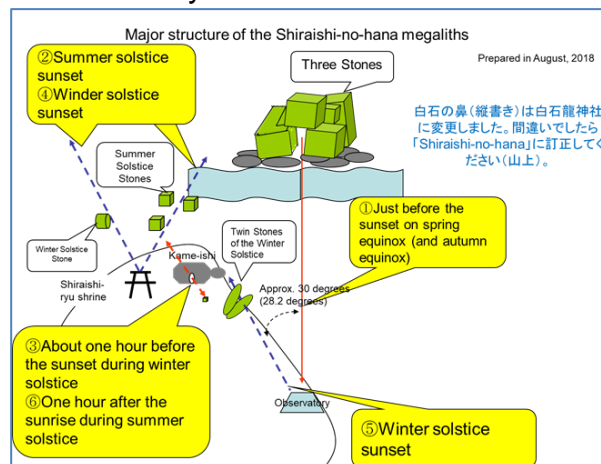 Major structure of the Shiraishi-no-hana megaliths
Prepared in August, 2018
②Summer solstice
sunset
④Winder solstice
sunset
Three Stones
白石の鼻（縦書き）は白石龍神社
に変更しました。間違いでしたら
「Shiraishi-no-hana」に訂正してく
ださい（山上）。
Summer
Solstice
Stones
①Just before the
sunset on spring
equinox (and autumn
equinox)
Winter Solstice
Stone
Twin Stones
of the Winter
Solstice
Kame-ishi
Shiraishi-
ryu shrine
Approx. 30 degrees
(28.2 degrees)
③About one hour before
the sunset during winter
solstice
⑥One hour after the
sunrise during summer
solstice
Observatory
⑤Winter solstice
sunset